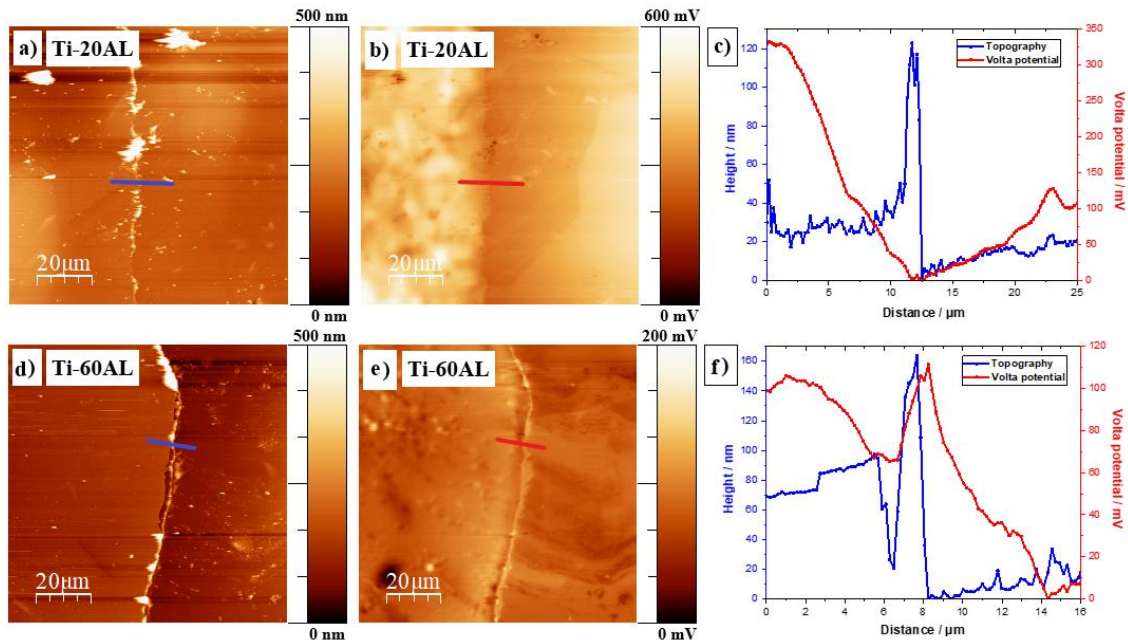 a) Ti-20AL
20µm
500 nm
0 nm
b) Ti-20AL
20µm
600 mV
0 mV
c)
Topography
Volta potential
Height / nm
120
100
80
60
40
20
0
0 5 10 15 20 25
Distance / µm
350
300
250
200
150
100
50
0
Volta potential / mV
d) Ti-60AL
20µm
500 nm
0 nm
e) Ti-60AL
20µm
200 mV
0 mV
f)
Topography
Volta potential
Height / nm
160
140
120
100
80
60
40
20
0
0 2 4 6 8 10 12 14 16
Distance / µm
120
100
80
60
40
20
0
Volta potential / mV